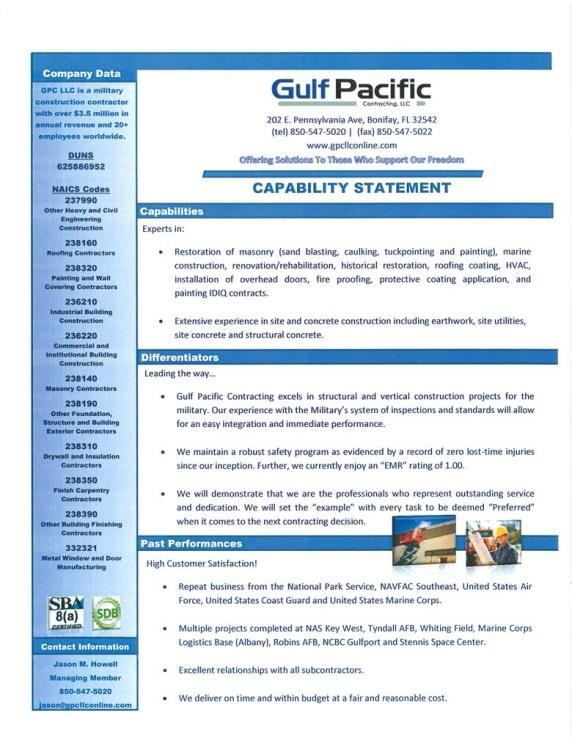 Company Data
GPC LLC is a military
construction contractor
with over $3.5 million in
annual revenue and 20+
employees worldwide.
DUNS
625886952
NAICS Codes
237990
Other Heavy and Civil
Engineering
Construction
238160
Roofing Contractors
238320
Painting and Wall
Covering Contractors
236210
Industrial Building
Construction
236220
Commercial and
Institutional Building
Construction
238140
Masonry Contractors
238190
Other Foundation,
Structure and Building
Exterior Contractors
238310
Drywall and Insulation
Contractors
238350
Finish Carpentry
Contractors
238390
Other Building Finishing
Contractors
332321
Metal Window and Door
Manufacturing
SBA
8(a)
CERTIFIED
SDB
Contact Information
Jason M. Howell
Managing Member
850-547-5020
jason@gpcllconline.com
Gulf Pacific
Contracting, LLC
202 E. Pennsylvania Ave, Bonifay, FL 32542
(tel) 850-547-5020 | (fax) 850-547-5022
www.gpcllconline.com
Offering Solutions To Those Who Support Our Freedom
CAPABILITY STATEMENT
Capabilities
Experts in:
• Restoration of masonry (sand blasting, caulking, tuckpointing and painting), marine
construction, renovation/rehabilitation, historical restoration, roofing coating, HVAC,
installation of overhead doors, fire proofing, protective coating application, and
painting IDIQ contracts.
• Extensive experience in site and concrete construction including earthwork, site utilities,
site concrete and structural concrete.
Differentiators
Leading the way...
• Gulf Pacific Contracting excels in structural and vertical construction projects for the
military. Our experience with the Military's system of inspections and standards will allow
for an easy integration and immediate performance.
• We maintain a robust safety program as evidenced by a record of zero lost-time injuries
since our inception. Further, we currently enjoy an "EMR" rating of 1.00.
• We will demonstrate that we are the professionals who represent outstanding service
and dedication. We will set the "example" with every task to be deemed "Preferred"
when it comes to the next contracting decision.
Past Performances
High Customer Satisfaction!
• Repeat business from the National Park Service, NAVFAC Southeast, United States Air
Force, United States Coast Guard and United States Marine Corps.
• Multiple projects completed at NAS Key West, Tyndall AFB, Whiting Field, Marine Corps
Logistics Base (Albany), Robins AFB, NCBC Gulfport and Stennis Space Center.
• Excellent relationships with all subcontractors.
• We deliver on time and within budget at a fair and reasonable cost.